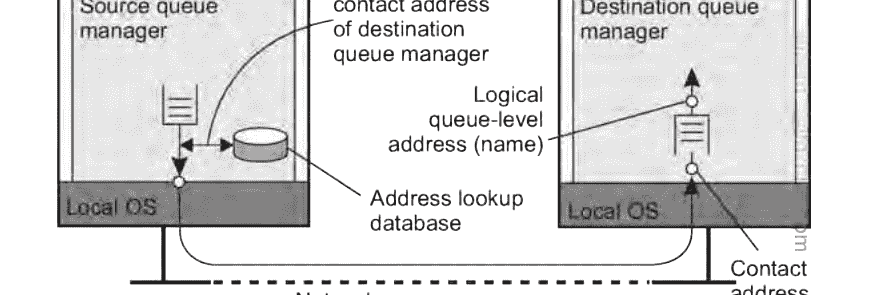 Source queue
manager
contact address
of destination
queue manager
Destination queue
manager
Logical
queue-level
address (name)
Address lookup
database
Local OS
Local OS
Contact
address